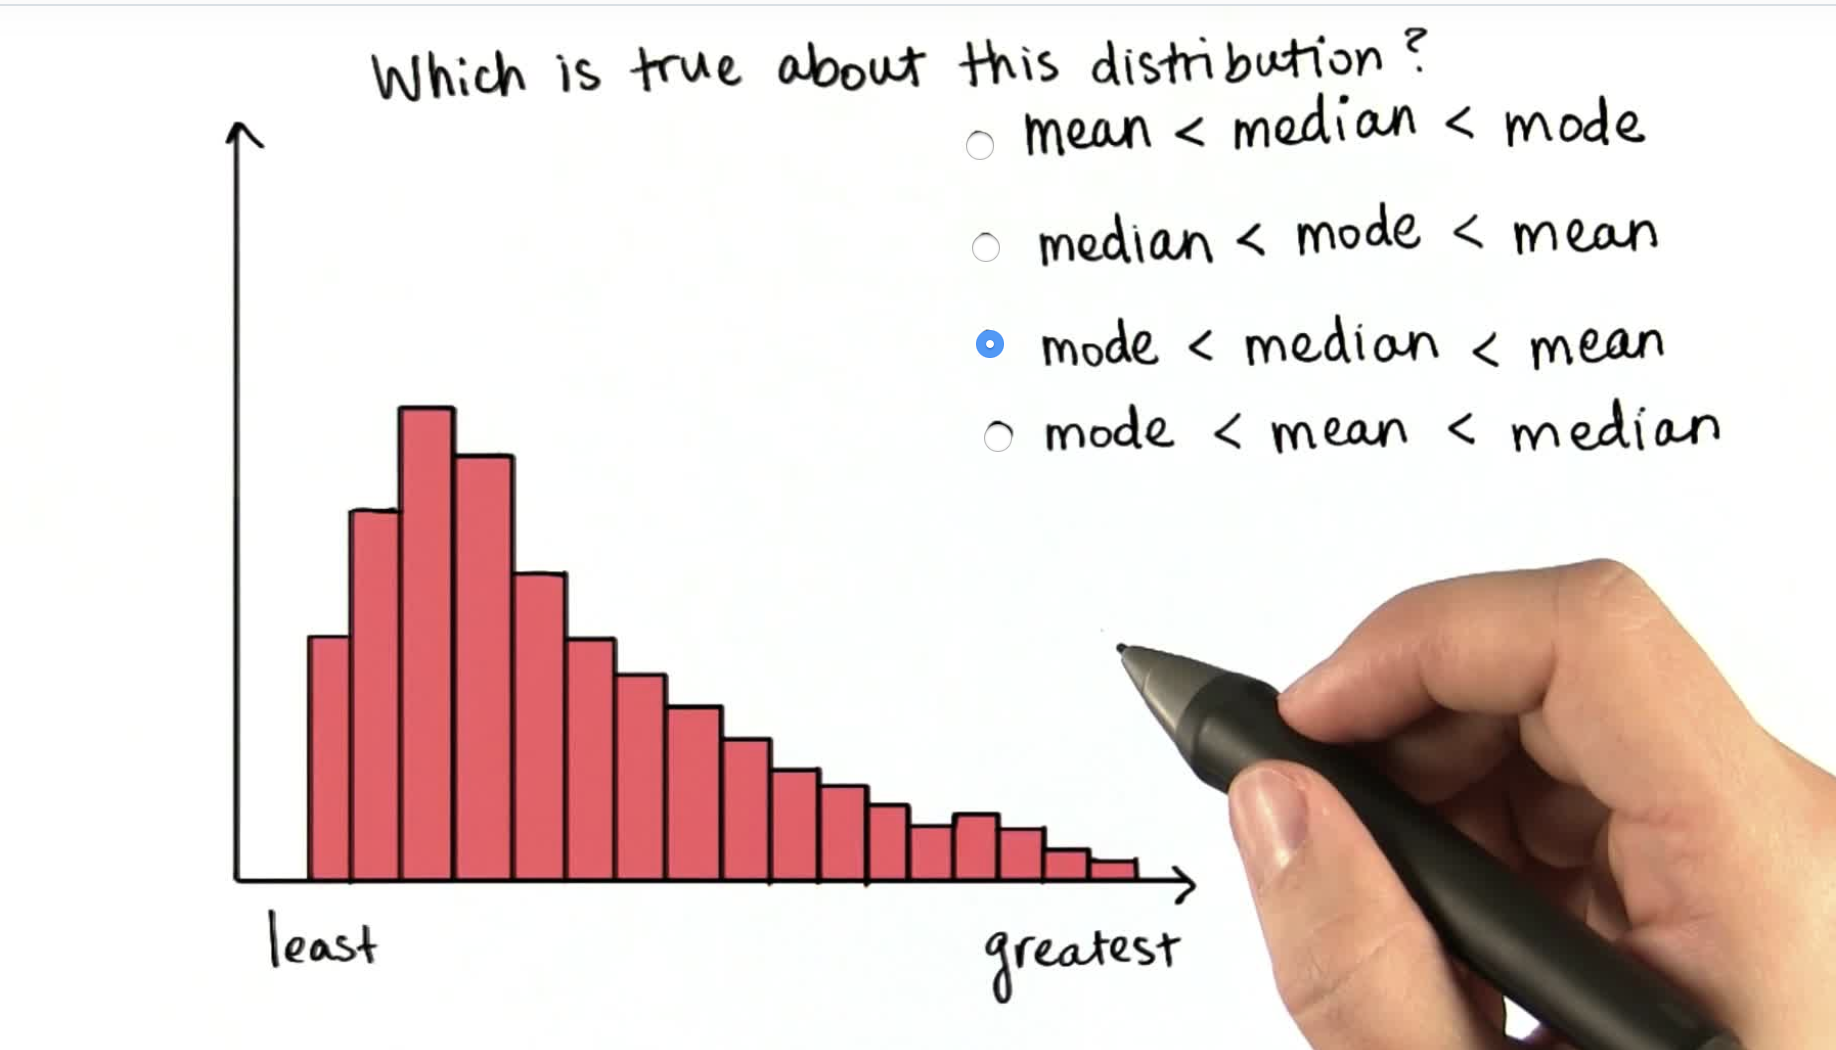 Which is true about this distribution?
mean < median < mode
median < mode < mean
mode < median < mean
mode < mean < median
least
greatest